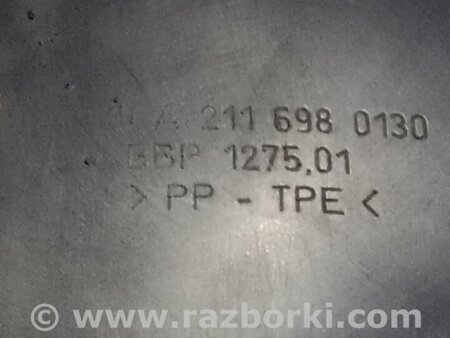 A 211 698 0130
BBP 1275.01
> PP - TPE <
© www.razborki.com